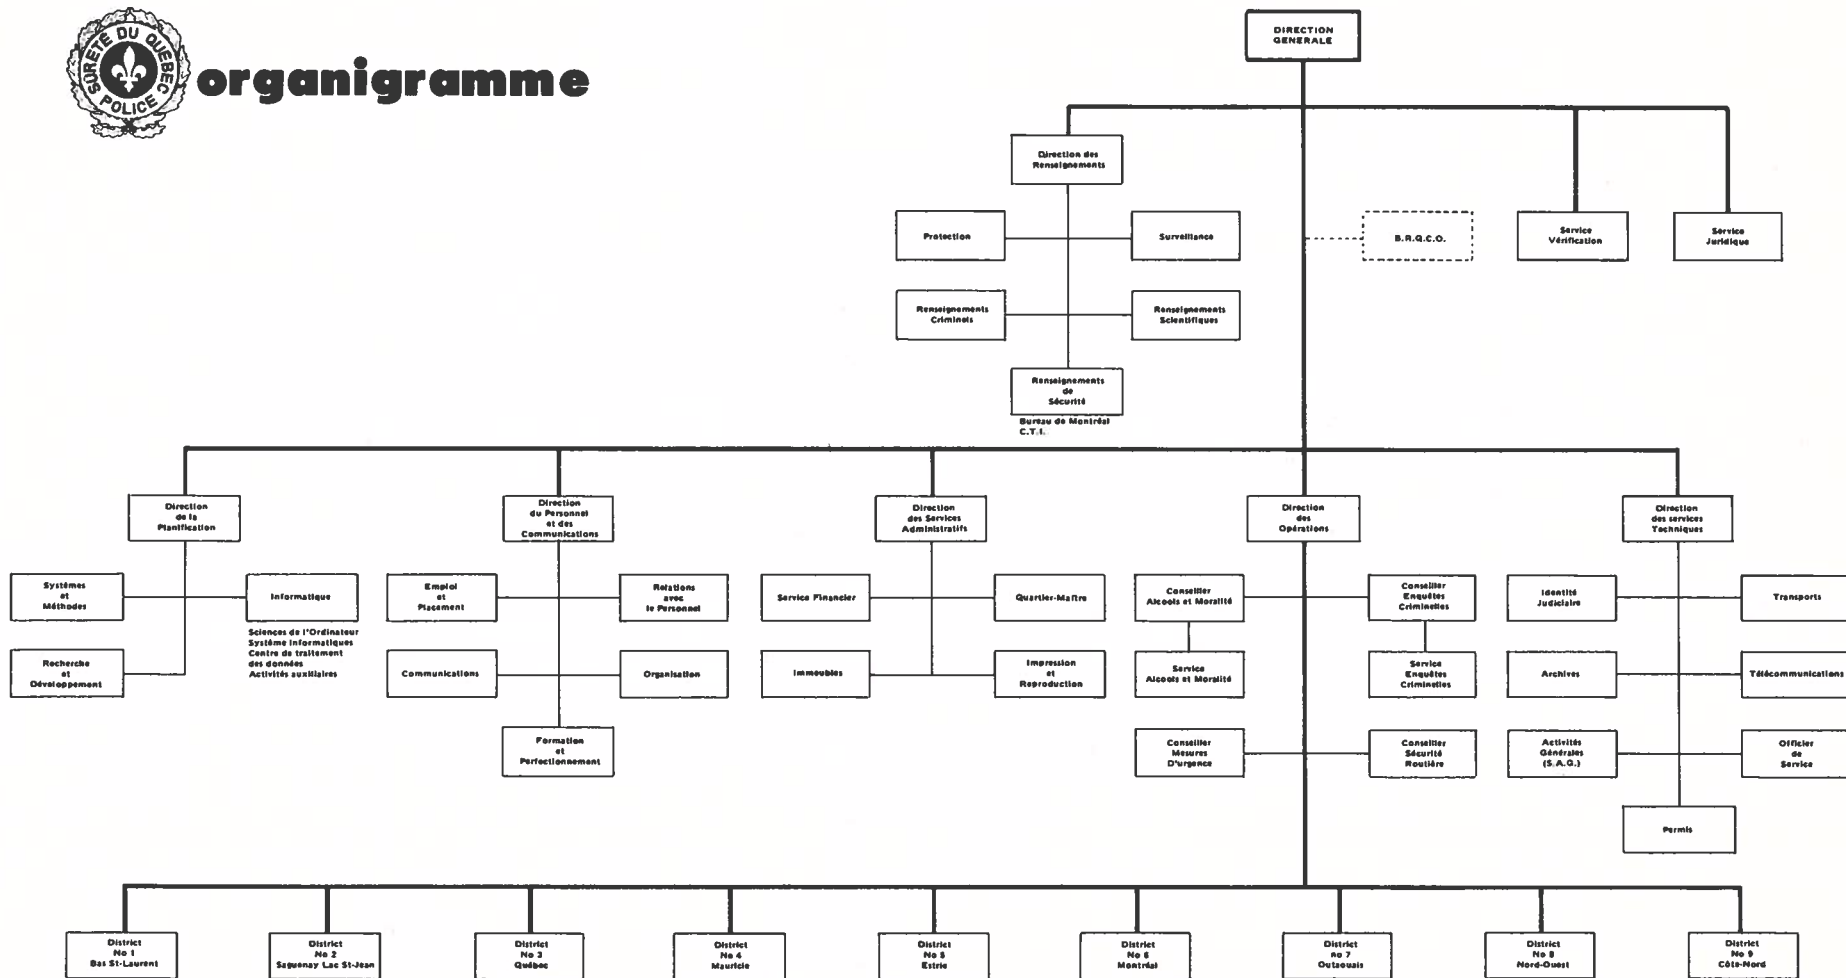 SÛRETÉ DU QUÉBEC
POLICE
organigramme
DIRECTION
GENERALE
Direction des
Renseignements
Protection
Surveillance
B.R.Q.C.O.
Service
Vérification
Service
Juridique
Renseignements
Criminels
Renseignements
Scientifiques
Renseignements
de
Sécurité
Bureau de Montréal
C.T.I.
Direction
de la
Planification
Direction
du Personnel
et des
Communications
Direction
des Services
Administratifs
Direction
des
Opérations
Direction
des services
Techniques
Systèmes
et
Méthodes
Informatique
Sciences de l'Ordinateur
Système Informatiques
Centre de traitement
des données
Activités auxiliaires
Recherche
et
Développement
Emploi
et
Placement
Relations
avec
le Personnel
Communications
Organisation
Formation
et
Perfectionnement
Service Financier
Quartier-Maître
Immeubles
Impression
et
Reproduction
Conseiller
Alcools et Moralité
Conseiller
Enquêtes
Criminelles
Service
Alcools et Moralité
Service
Enquêtes
Criminelles
Conseiller
Mesures
D'urgence
Conseiller
Sécurité
Routière
Identité
Judiciaire
Transports
Archives
Télécommunications
Activités
Générales
(S.A.G.)
Officier
de
Service
Permis
District
No 1
Bas St-Laurent
District
No 2
Saguenay Lac St-Jean
District
No 3
Québec
District
No 4
Mauricie
District
No 5
Estrie
District
No 6
Montréal
District
no 7
Outaouais
District
No 8
Nord-Ouest
District
No 9
Côte-Nord